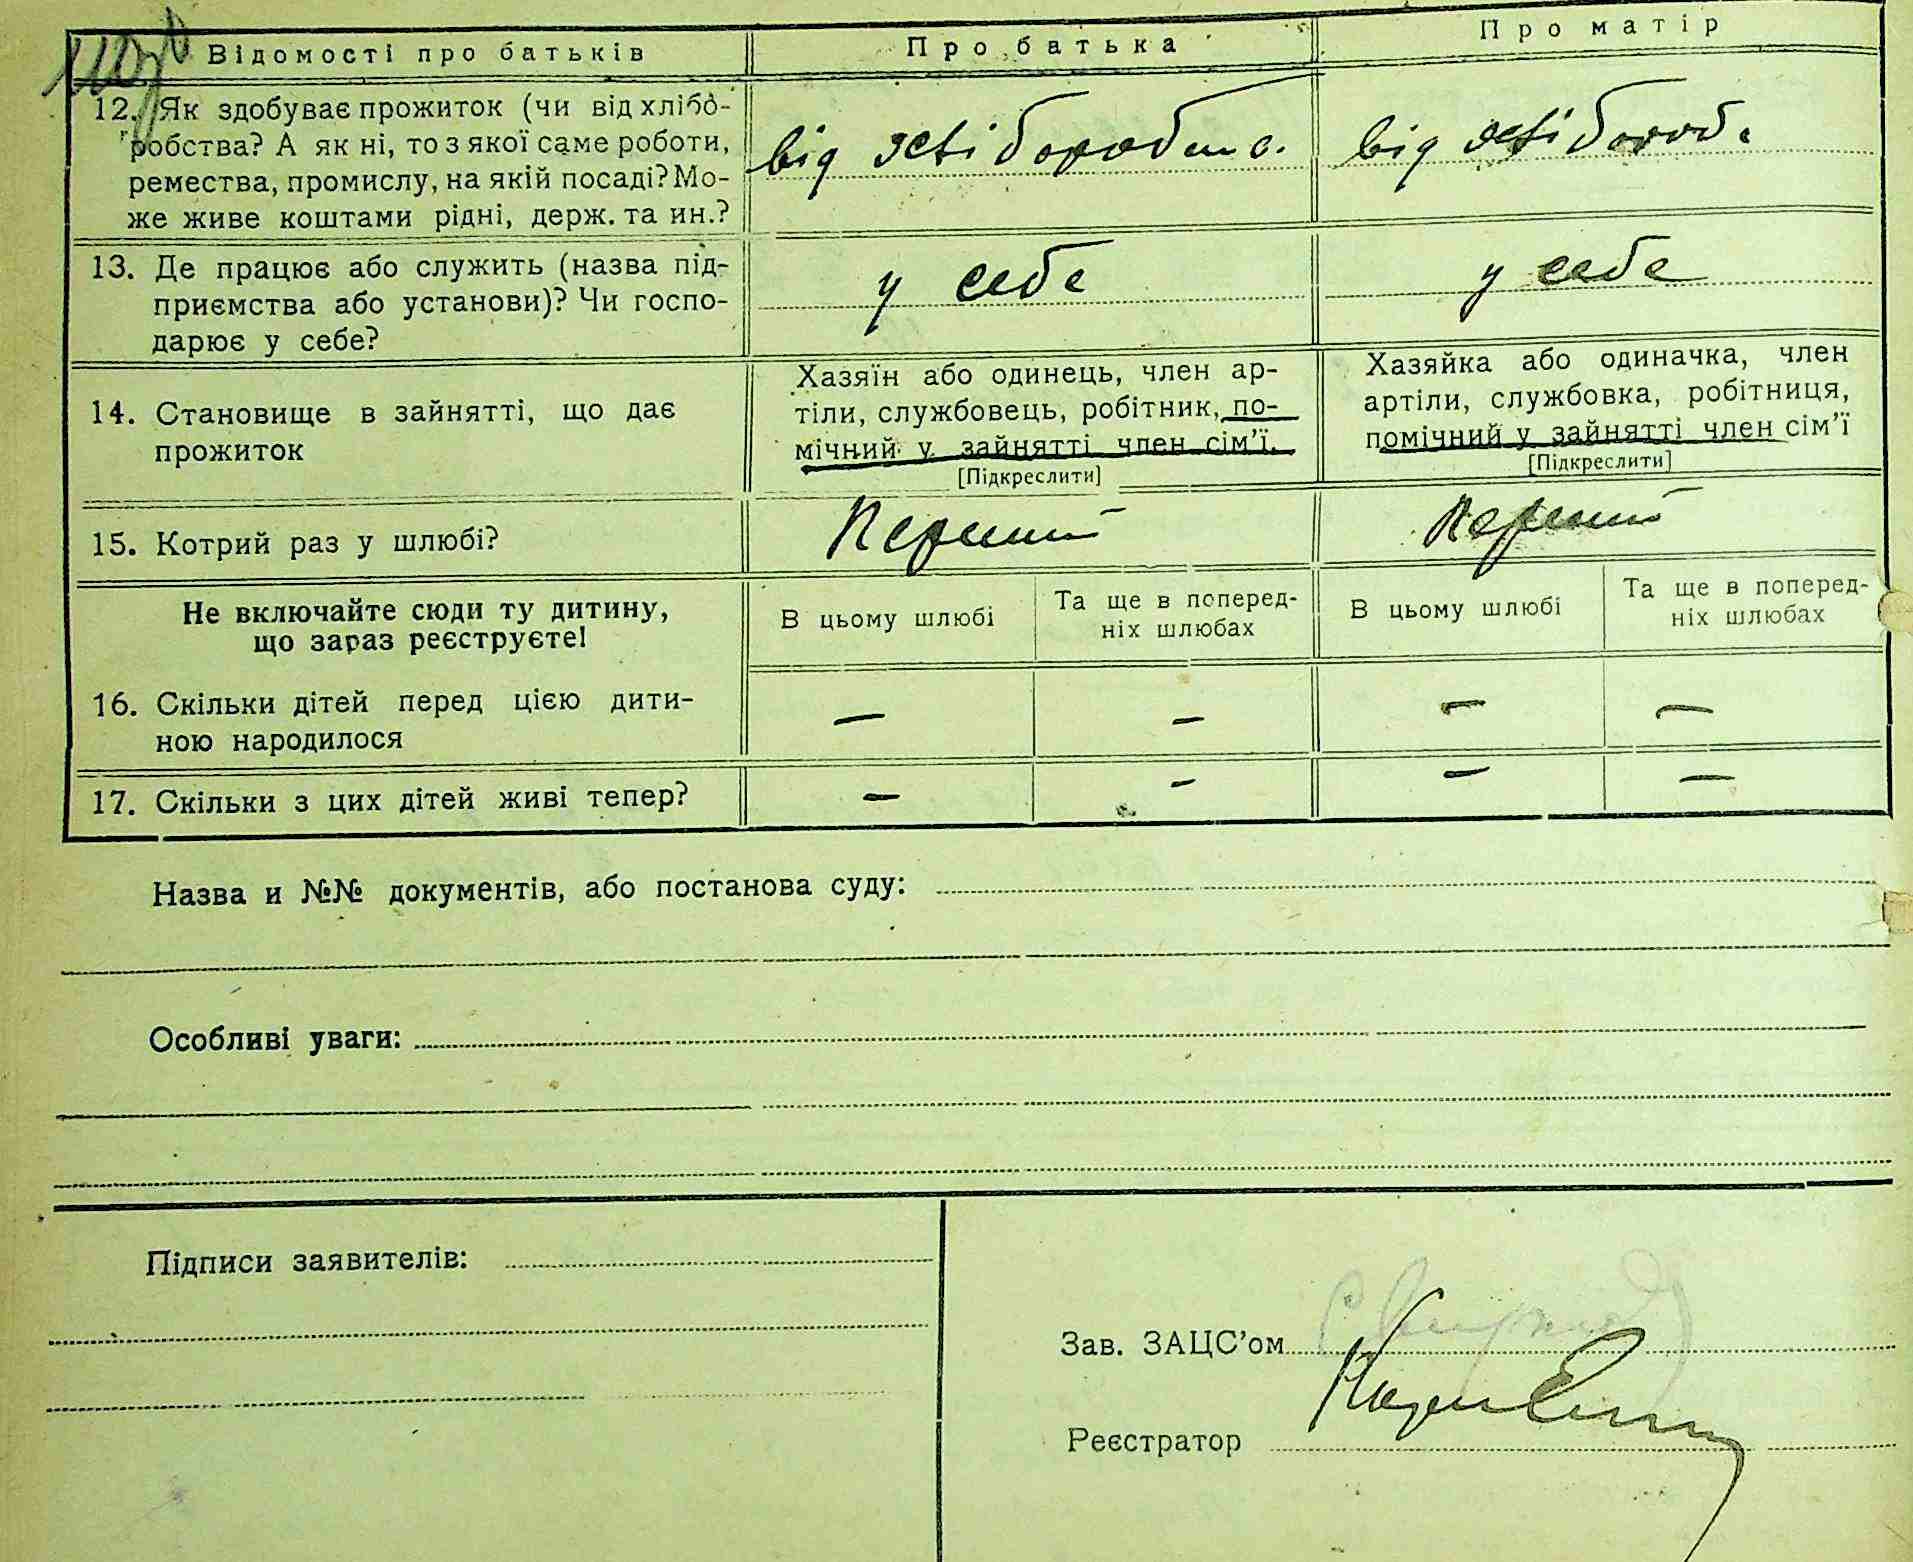 Відомості про батьків
Про батька
Про матір
12. Як здобуває прожиток (чи від хлібо-
робства? А як ні, то з якої саме роботи,
ремества, промислу, на якій посаді? Мо-
же живе коштами рідні, держ. та ин.?
від хліборобтс.
від хлібороб.
13. Де працює або служить (назва під-
приємства або установи)? Чи госпо-
дарює у себе?
у себе
у себе
14. Становище в зайнятті, що дає
прожиток
Хазяїн або одинець, член ар-
тіли, службовець, робітник, по-
мічний у зайнятті член сім'ї.
[Підкреслити]
Хазяйка або одиначка, член
артіли, службовка, робітниця,
помічний у зайнятті член сім'ї
[Підкреслити]
15. Котрий раз у шлюбі?
Перший
Перший
Не включайте сюди ту дитину,
що зараз реєструєте!
В цьому шлюбі
Та ще в поперед-
ніх шлюбах
В цьому шлюбі
Та ще в поперед-
ніх шлюбах
16. Скільки дітей перед цією дити-
ною народилося
— — — —
17. Скільки з цих дітей живі тепер?
— — — —
Назва и №№ документів, або постанова суду:
Особливі уваги:
Підписи заявителів:
Зав. ЗАЦС'ом
Реєстратор